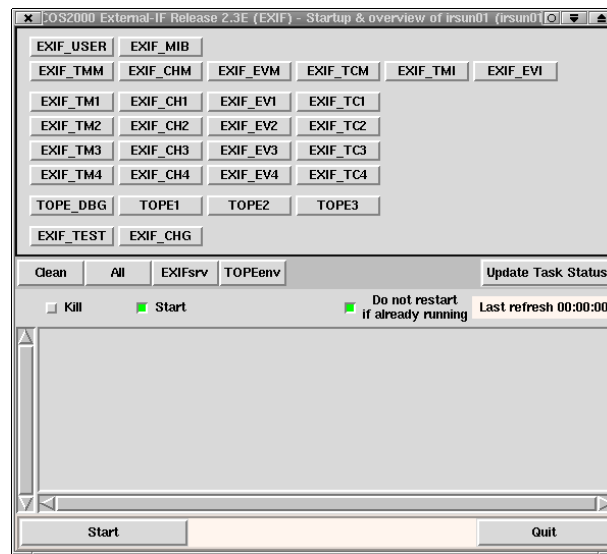 COS2000 External-IF Release 2.3E (EXIF) - Startup & overview of irsun01 (irsun01
EXIF_USER EXIF_MIB
EXIF_TMM EXIF_CHM EXIF_EVM EXIF_TCM EXIF_TMI EXIF_EVI
EXIF_TM1 EXIF_CH1 EXIF_EV1 EXIF_TC1
EXIF_TM2 EXIF_CH2 EXIF_EV2 EXIF_TC2
EXIF_TM3 EXIF_CH3 EXIF_EV3 EXIF_TC3
EXIF_TM4 EXIF_CH4 EXIF_EV4 EXIF_TC4
TOPE_DBG TOPE1 TOPE2 TOPE3
EXIF_TEST EXIF_CHG
Clean All EXIFsrv TOPEenv Update Task Status
Kill Start Do not restart
if already running Last refresh 00:00:00
Start Quit